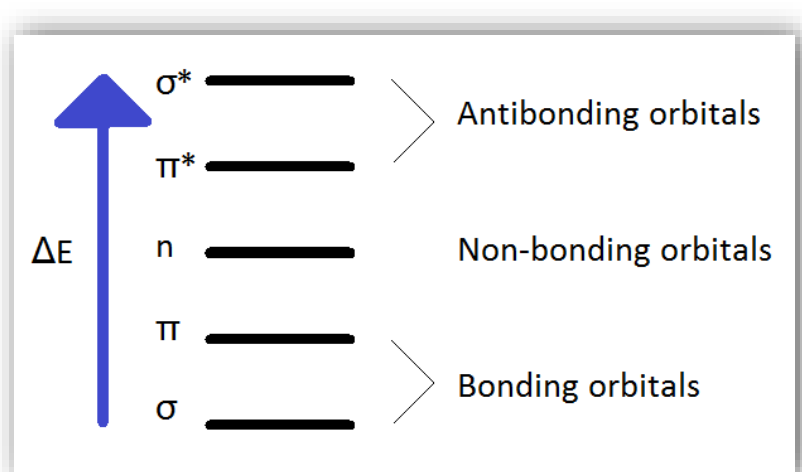 σ*
Antibonding orbitals
π*
ΔE
n
Non-bonding orbitals
π
Bonding orbitals
σ